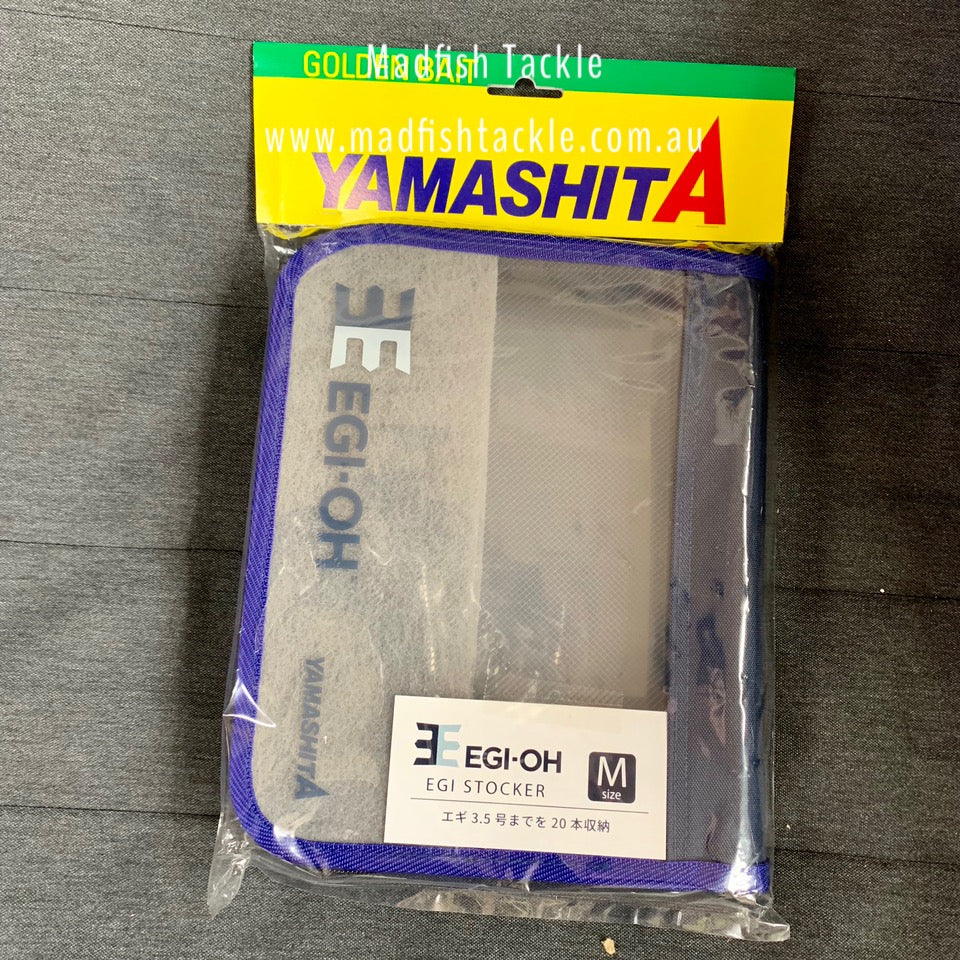 Madfish Tackle
GOLDEN BAIT
www.madfishtackle.com.au
YAMASHITA
EGI-OH
YAMASHITA
EGI-OH
M
size
EGI STOCKER
エギ 3.5 号までを 20 本収納